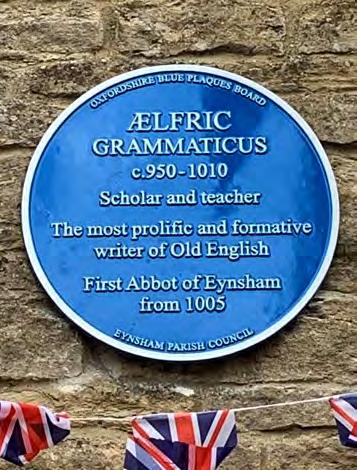 OXFORDSHIRE BLUE PLAQUES BOARD
ÆLFRIC
GRAMMATICUS
c.950-1010
Scholar and teacher
The most prolific and formative
writer of Old English
First Abbot of Eynsham
from 1005
EYNSHAM PARISH COUNCIL